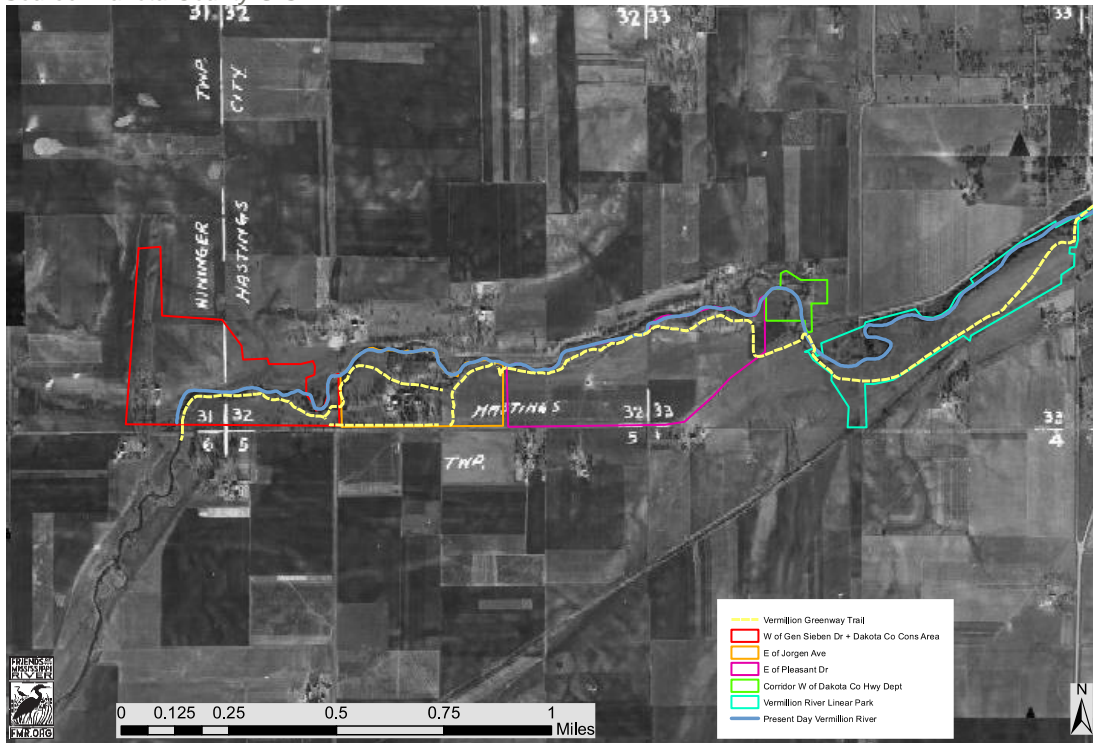 31 32
32 33
33
TWP.
CITY
NININGER
HASTINGS
31 32
6 5
HASTINGS
32 33
5
33
4
TWP.
Vermillion Greenway Trail
W of Gen Sieben Dr + Dakota Co Cons Area
E of Jorgen Ave
E of Pleasant Dr
Corridor W of Dakota Co Hwy Dept
Vermillion River Linear Park
Present Day Vermillion River
FRIENDS OF THE
MISSISSIPPI
RIVER
FMR.ORG
0 0.125 0.25 0.5 0.75 1
Miles
N